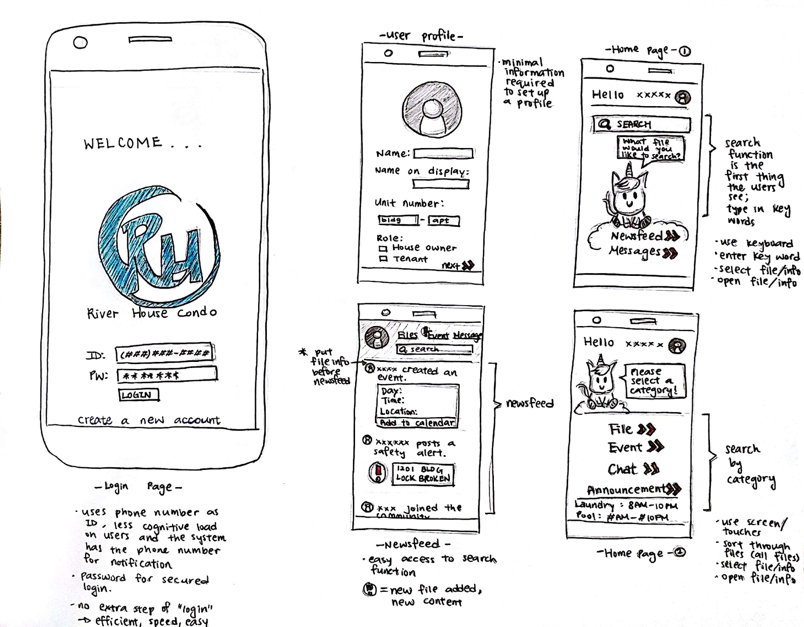 WELCOME...
RH
River House Condo
ID: (###)###-####
PW: *******
LOGIN
create a new account
-Login Page-
· uses phone number as
ID. less cognitive load
on users and the system
has the phone number
for notification
· password for secured
login.
· no extra step of "login"
→ efficient, speed, easy
-user profile-
Name:
Name on display:
Unit number:
bldg - apt
Role:
House owner
Tenant
next
· minimal
information
required
to set up
a profile
Files Event Message
search
* put
file info
before
newsfeed
xxxx created an
event.
Day:
Time:
Location:
Add to calendar
xxxxxx posts a
safety alert.
1201 BLDG
LOCK BROKEN
xxx joined the
community
newsfeed
-Newsfeed-
· easy access to search
function
= new file added,
new content
-Home page-①
Hello xxxxx
SEARCH
What file
would you
like to search?
Newsfeed
Messages
search
function
is the
first thing
the users
see;
type in key
words
· use keyboard
· enter key word
· select file/info
· open file/info
Hello xxxxx
Please
select a
category!
File
Event
Chat
Announcement
Laundry: 8AM-10PM
Pool: #AM-#10PM
search
by
category
-Home page-②
· use screen/
touches
· sort through
files (all files)
· select file/info
· open file/info